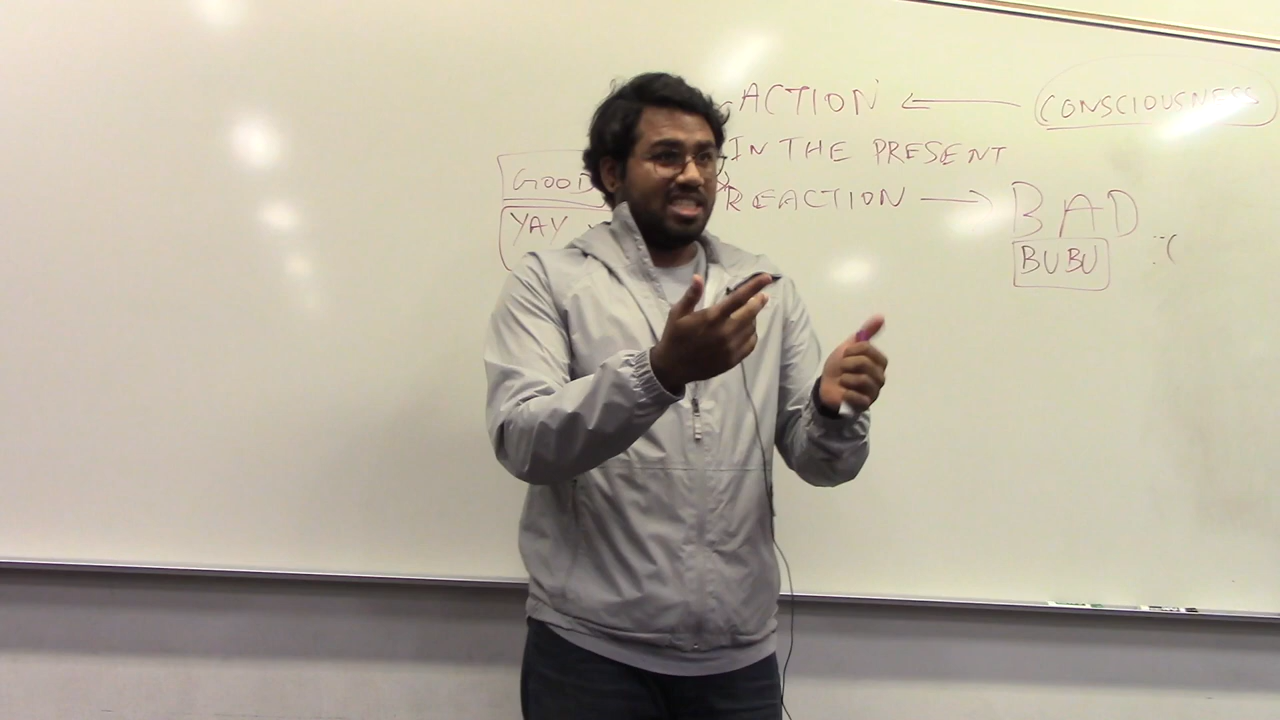 ACTION ← CONSCIOUSNESS
IN THE PRESENT
GOOD
REACTION → BAD
YAY
BUBU :(